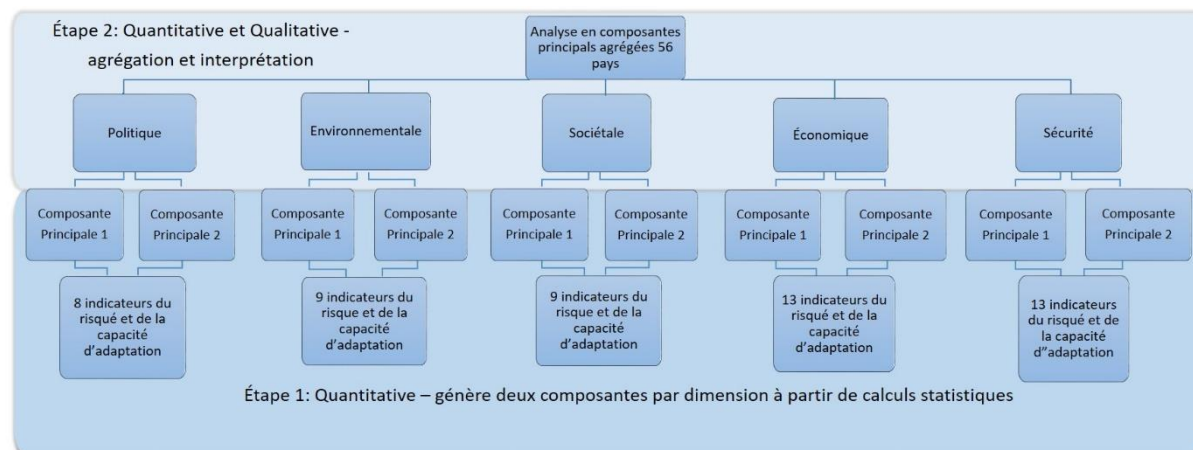 Étape 2: Quantitative et Qualitative -
agrégation et interprétation
Analyse en composantes
principals agrégées 56
pays
Politique
Environnementale
Sociétale
Économique
Sécurité
Composante
Principale 1
Composante
Principale 2
Composante
Principale 1
Composante
Principale 2
Composante
Principale 1
Composante
Principale 2
Composante
Principale 1
Composante
Principale 2
Composante
Principale 1
Composante
Principale 2
8 indicateurs du
risqué et de la
capacité
d'adaptation
9 indicateurs du
risque et de la
capacité
d'adaptation
9 indicateurs du
risque et de la
capacité
d'adaptation
13 indicateurs du
risqué et de la
capacité
d'adaptation
13 indicateurs
du risqué et de
la capacité
d"adaptation
Étape 1: Quantitative – génère deux composantes par dimension à partir de calculs statistiques